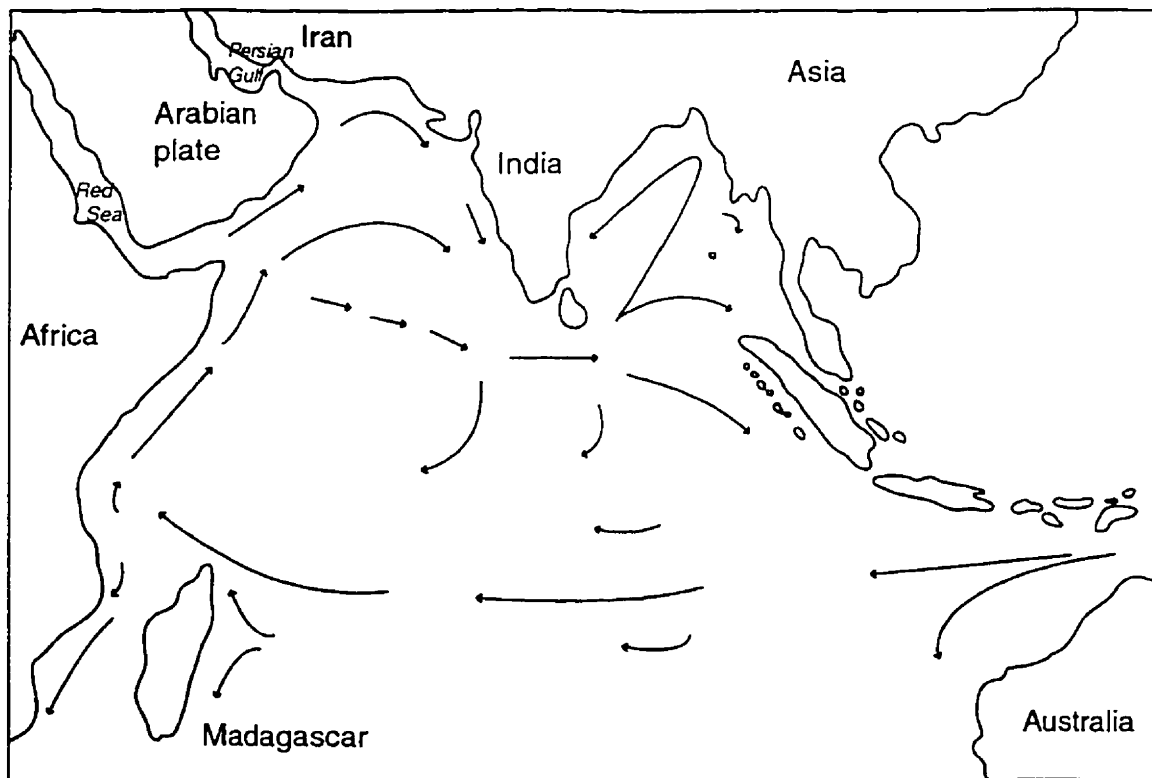 Iran
Persian
Gulf
Asia
Arabian
plate
India
Red
Sea
Africa
Madagascar
Australia